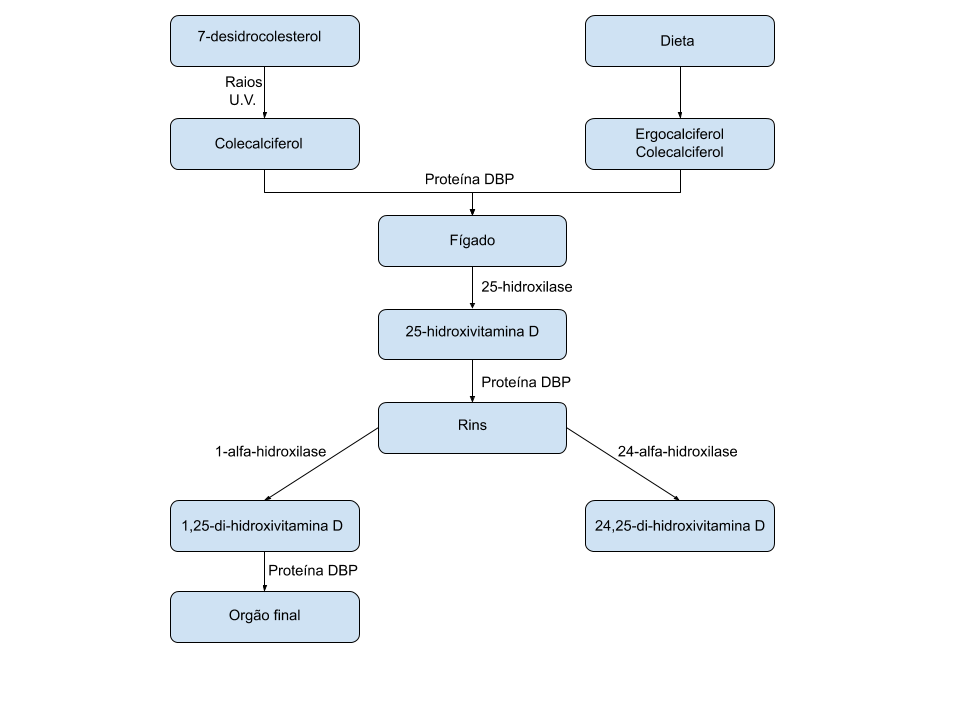 7-desidrocolesterol
Dieta
Raios
U.V.
Colecalciferol
Ergocalciferol
Colecalciferol
Proteína DBP
Fígado
25-hidroxilase
25-hidroxivitamina D
Proteína DBP
Rins
1-alfa-hidroxilase
24-alfa-hidroxilase
1,25-di-hidroxivitamina D
24,25-di-hidroxivitamina D
Proteína DBP
Orgão final